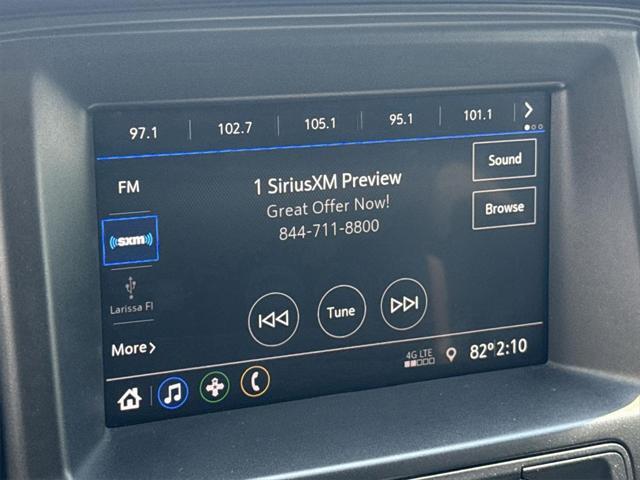 97.1 102.7 105.1 95.1 101.1
FM
1 SiriusXM Preview
Sound
Great Offer Now!
Browse
844-711-8800
sxm
Larissa Fl
Tune
More
4G LTE
82° 2:10